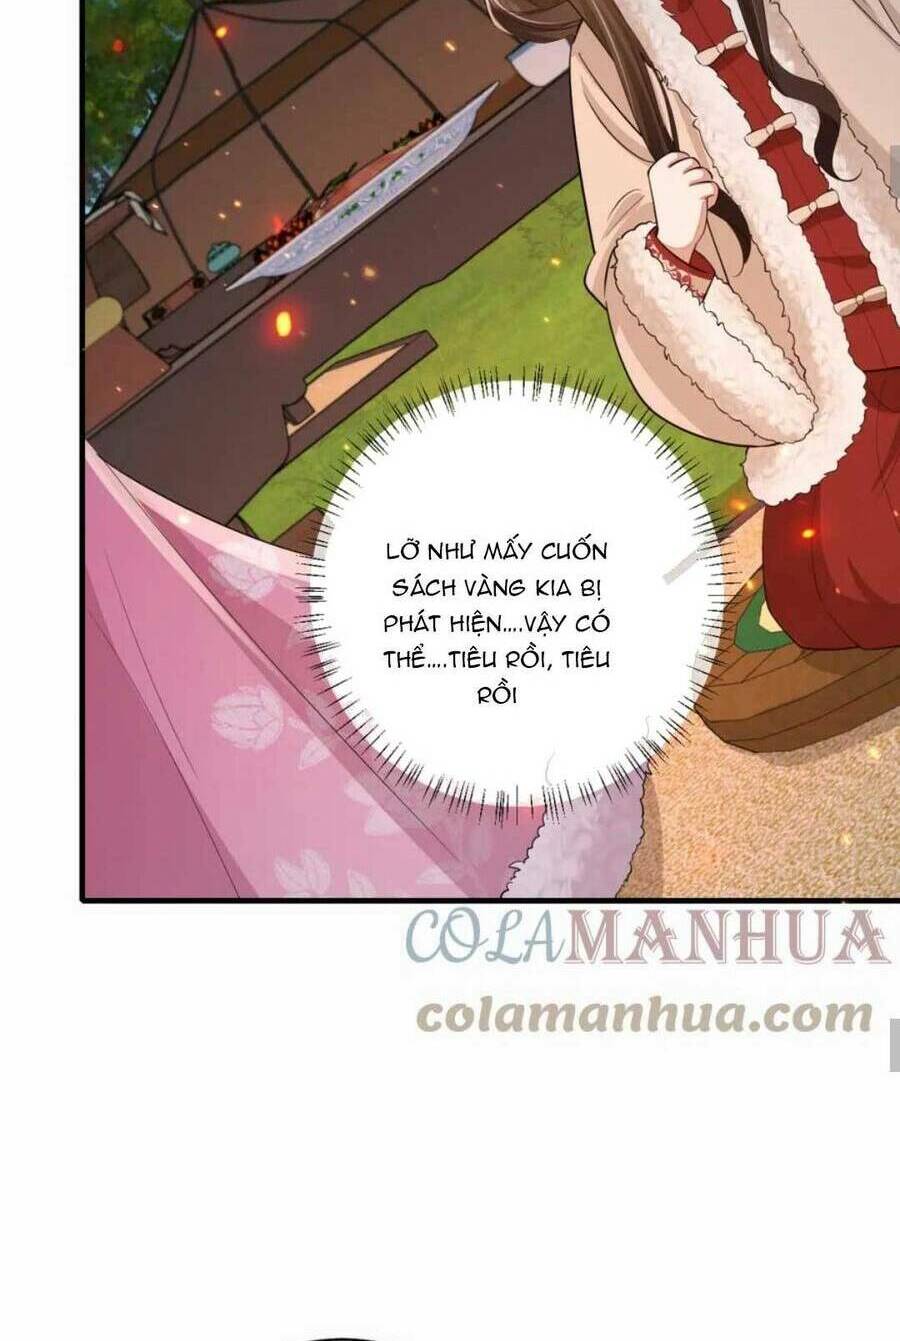 LỠ NHƯ MẤY CUỐN
SÁCH VÀNG KIA BỊ
PHÁT HIỆN....VẬY CÓ
THỂ....TIÊU RỒI, TIÊU
RỒI
COLAMANHUA
colamanhua.com